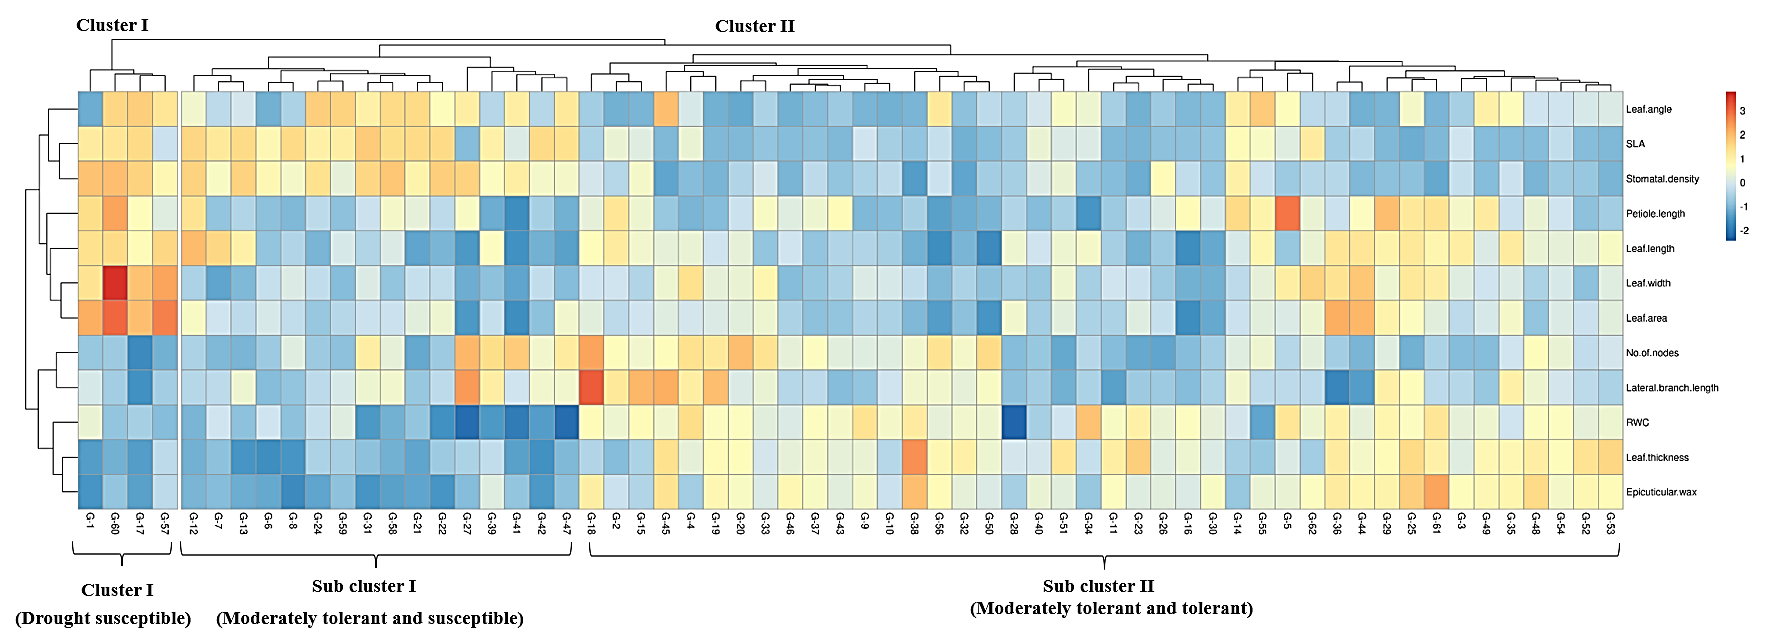 Cluster I
Cluster II
Leaf.angle
SLA
Stomatal.density
Petiole.length
Leaf.length
Leaf.width
Leaf.area
No.of.nodes
Lateral.branch.length
RWC
Leaf.thickness
Epicuticular.wax
3
2
1
0
-1
-2
G-1 G-60 G-17 G-57 G-12 G-7 G-13 G-6 G-8 G-24 G-59 G-31 G-58 G-21 G-22 G-27 G-39 G-41 G-42 G-47 G-18 G-2 G-15 G-45 G-4 G-19 G-20 G-33 G-46 G-37 G-43 G-9 G-10 G-38 G-56 G-32 G-50 G-28 G-40 G-51 G-34 G-11 G-23 G-26 G-16 G-30 G-14 G-55 G-5 G-62 G-36 G-44 G-29 G-25 G-61 G-3 G-49 G-35 G-48 G-54 G-52 G-53
Cluster I
(Drought susceptible)
Sub cluster I
(Moderately tolerant and susceptible)
Sub cluster II
(Moderately tolerant and tolerant)